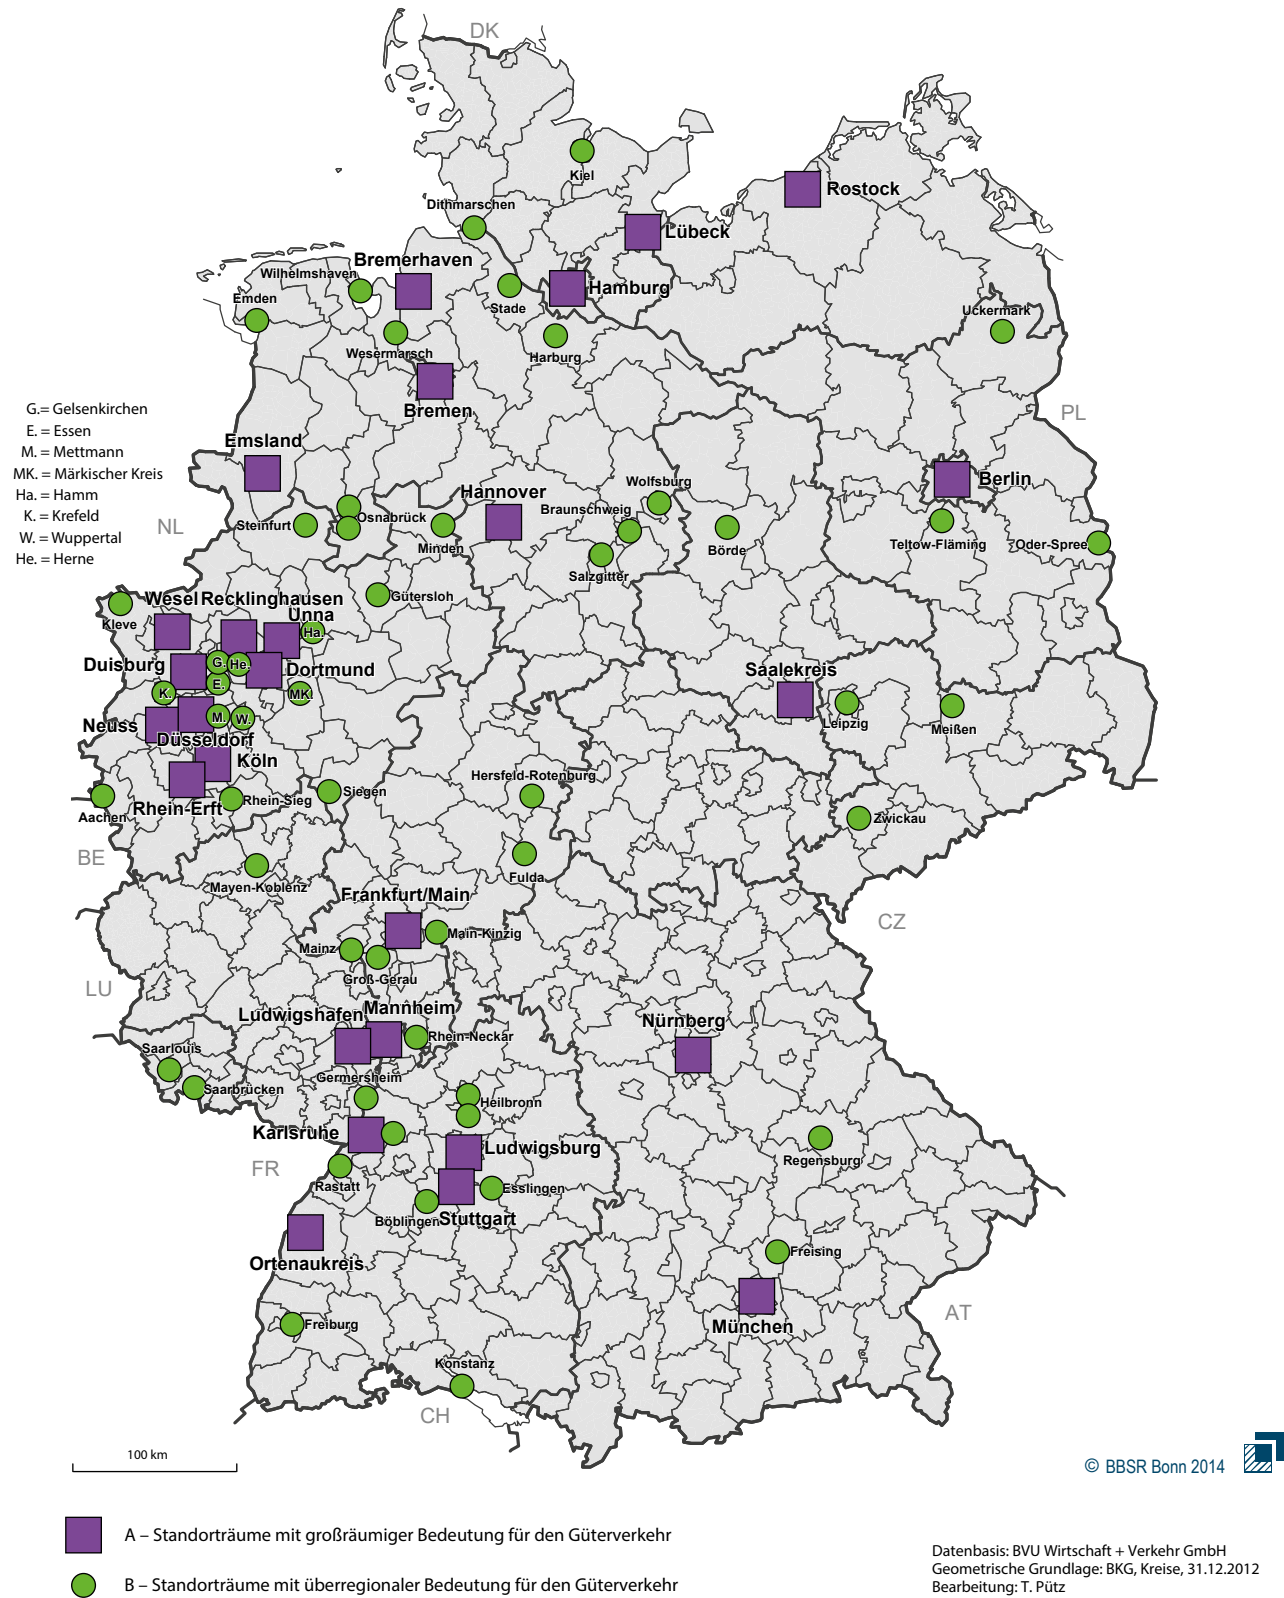 DK
Kiel
Rostock
Dithmarschen
Lübeck
Bremerhaven
Wilhelmshaven
Hamburg
Emden
Stade
Uckermark
Wesermarsch
Harburg
Bremen
G.= Gelsenkirchen
E. = Essen
M. = Mettmann
MK. = Märkischer Kreis
Ha. = Hamm
K. = Krefeld
W. = Wuppertal
He. = Herne
PL
Emsland
Berlin
Hannover
Wolfsburg
Braunschweig
NL
Steinfurt
Osnabrück
Minden
Börde
Teltow-Fläming
Oder-Spree
Salzgitter
Gütersloh
Wesel
Recklinghausen
Kleve
Unna
Ha.
Duisburg
G.
He.
Dortmund
Saalekreis
K.
E.
MK.
Neuss
M.
W.
Leipzig
Meißen
Düsseldorf
Köln
Hersfeld-Rotenburg
Siegen
Rhein-Erft
Rhein-Sieg
Aachen
Zwickau
BE
Fulda
Mayen-Koblenz
Frankfurt/Main
CZ
Main-Kinzig
Mainz
Groß-Gerau
LU
Ludwigshafen
Mannheim
Nürnberg
Rhein-Neckar
Saarlouis
Germersheim
Saarbrücken
Heilbronn
Karlsruhe
Ludwigsburg
Regensburg
FR
Rastatt
Esslingen
Böblingen
Stuttgart
Freising
Ortenaukreis
AT
Freiburg
München
Konstanz
CH
100 km
© BBSR Bonn 2014
A – Standorträume mit großräumiger Bedeutung für den Güterverkehr
B – Standorträume mit überregionaler Bedeutung für den Güterverkehr
Datenbasis: BVU Wirtschaft + Verkehr GmbH
Geometrische Grundlage: BKG, Kreise, 31.12.2012
Bearbeitung: T. Pütz